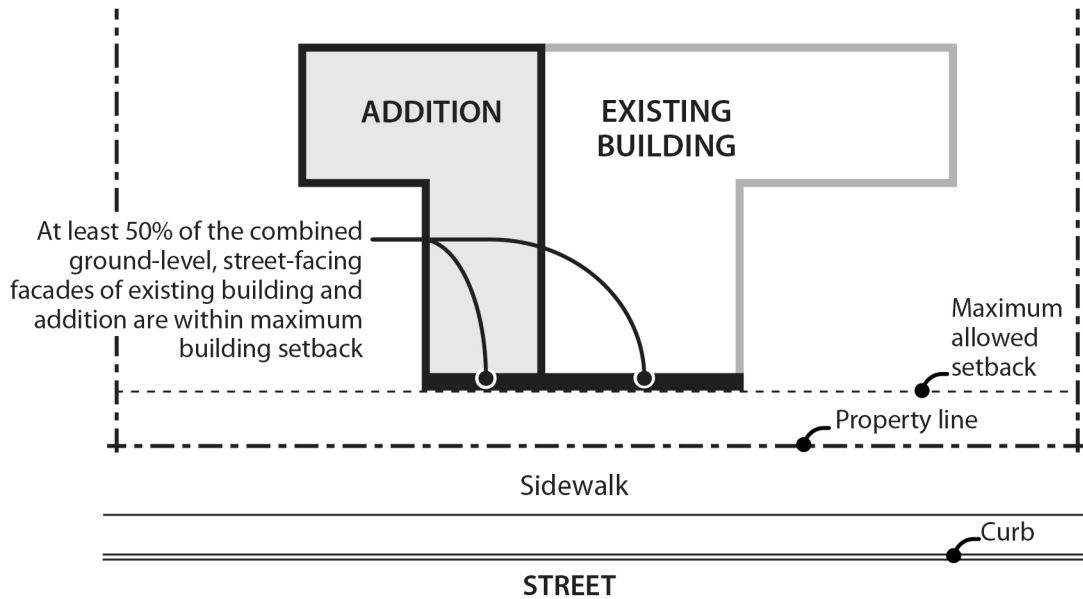 ADDITION
EXISTING
BUILDING
At least 50% of the combined
ground-level, street-facing
facades of existing building and
addition are within maximum
building setback
Maximum
allowed
setback
Property line
Sidewalk
Curb
STREET